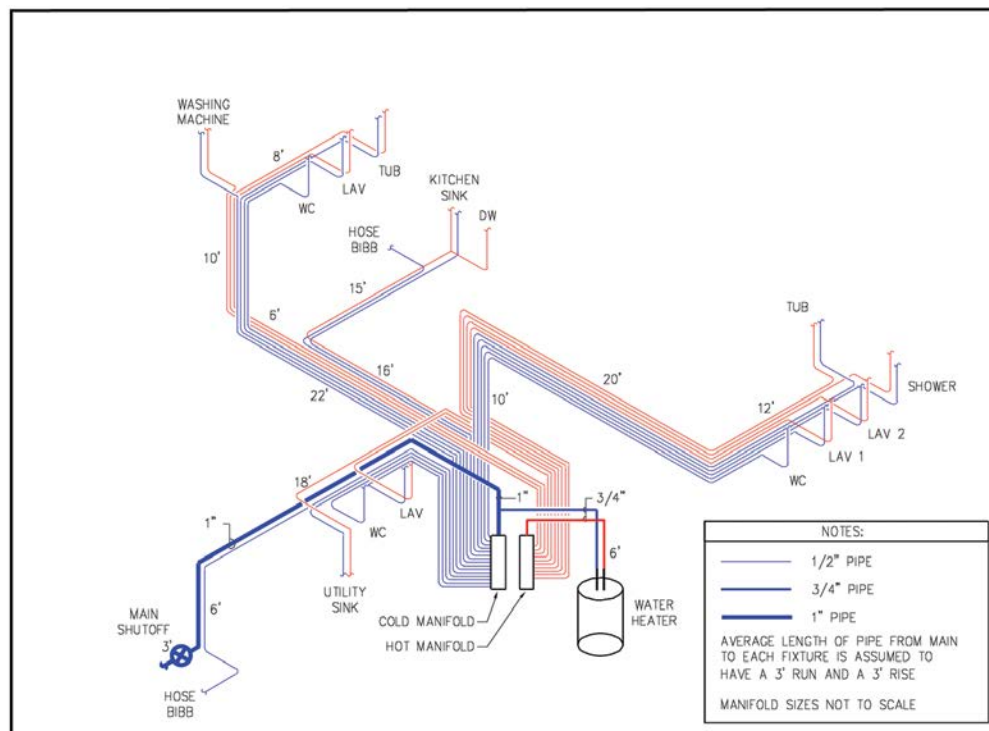 WASHING
MACHINE
8'
TUB
LAV
WC
10'
KITCHEN
SINK
DW
HOSE
BIBB
15'
6'
16'
22'
10'
20'
TUB
SHOWER
12'
LAV 2
LAV 1
WC
18'
1"
WC
LAV
1"
3/4"
6'
UTILITY
SINK
COLD MANIFOLD
HOT MANIFOLD
WATER
HEATER
6'
MAIN
SHUTOFF
3'
HOSE
BIBB
NOTES:
1/2" PIPE
3/4" PIPE
1" PIPE
AVERAGE LENGTH OF PIPE FROM MAIN
TO EACH FIXTURE IS ASSUMED TO
HAVE A 3' RUN AND A 3' RISE
MANIFOLD SIZES NOT TO SCALE